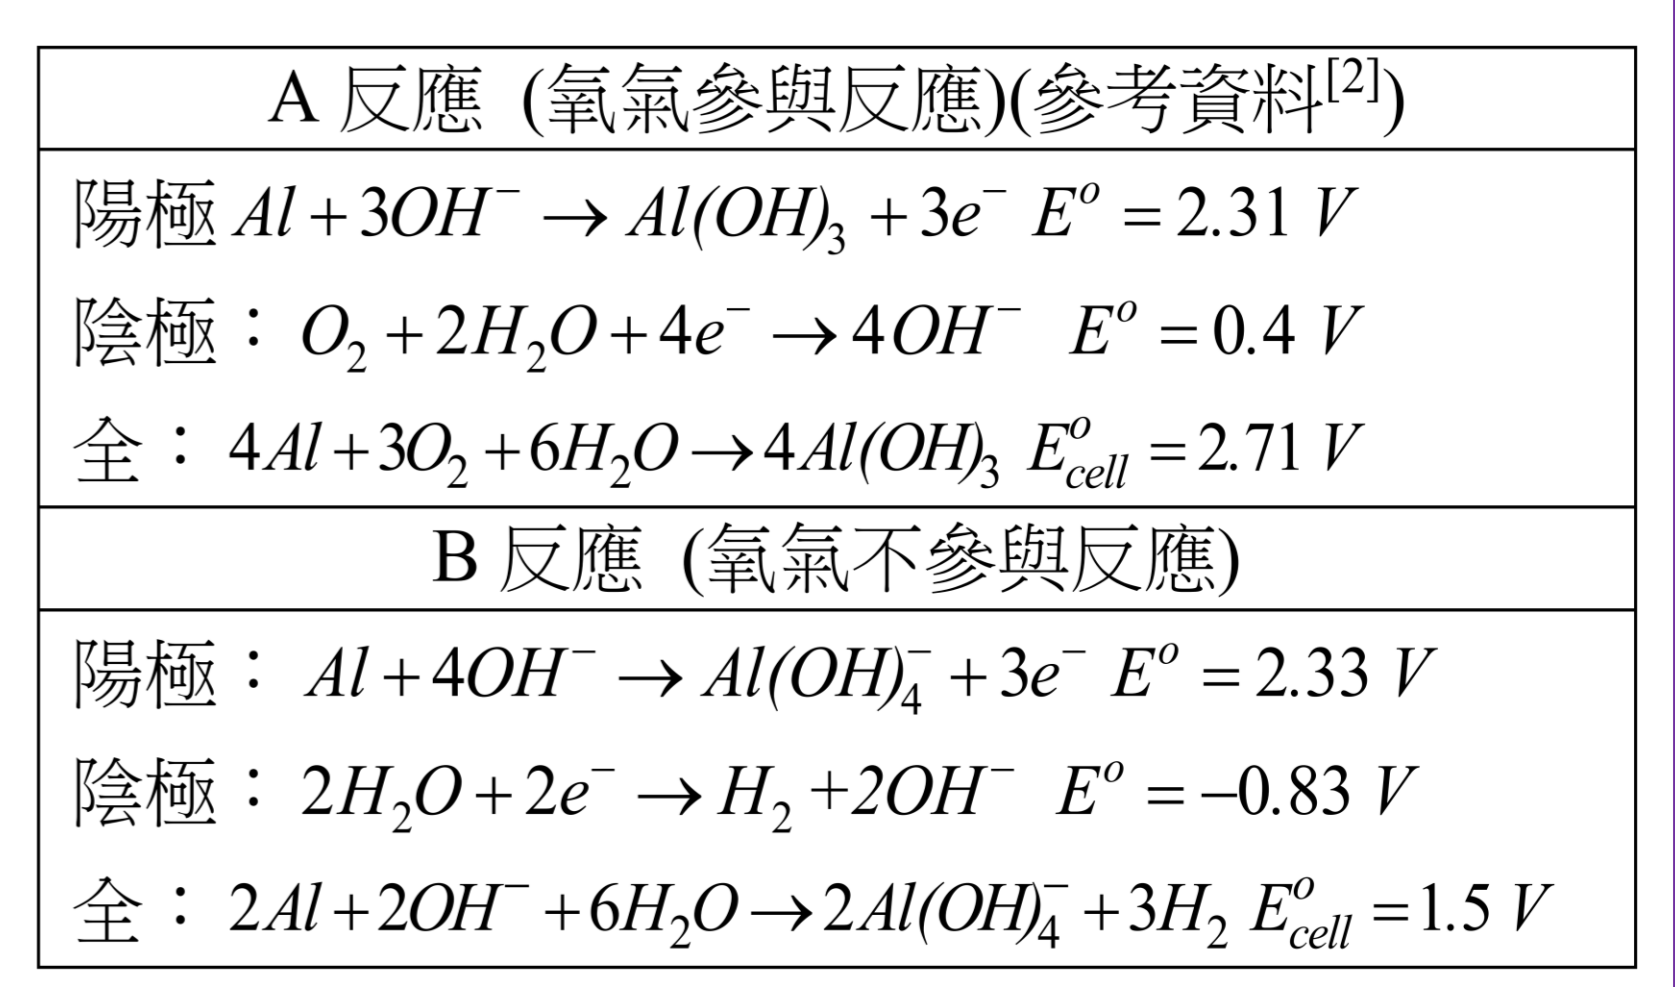 A 反應 (氧氣參與反應)(參考資料[2])
陽極 Al + 3OH⁻ → Al(OH)₃ + 3e⁻ E° = 2.31 V
陰極： O₂ + 2H₂O + 4e⁻ → 4OH⁻ E° = 0.4 V
全： 4Al + 3O₂ + 6H₂O → 4Al(OH)₃ E°cell = 2.71 V
B 反應 (氧氣不參與反應)
陽極： Al + 4OH⁻ → Al(OH)₄⁻ + 3e⁻ E° = 2.33 V
陰極： 2H₂O + 2e⁻ → H₂ + 2OH⁻ E° = −0.83 V
全： 2Al + 2OH⁻ + 6H₂O → 2Al(OH)₄⁻ + 3H₂ E°cell = 1.5 V